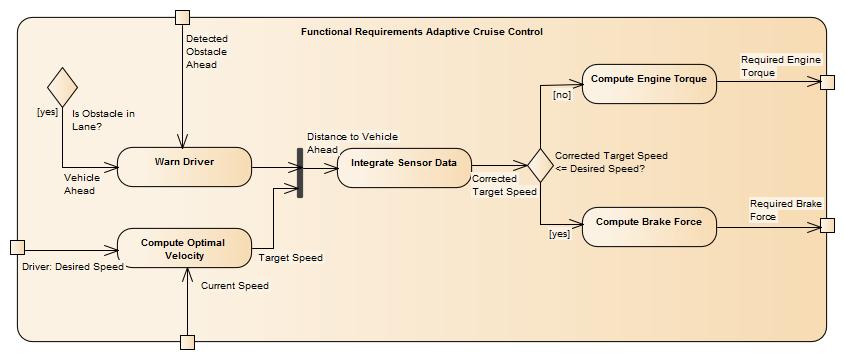 Functional Requirements Adaptive Cruise Control
Detected
Obstacle
Ahead
Required Engine
Torque
Compute Engine Torque
[no]
[yes]
Is Obstacle in
Lane?
Distance to Vehicle
Ahead
Warn Driver
Integrate Sensor Data
Corrected Target Speed
<= Desired Speed?
Vehicle
Ahead
Corrected
Target Speed
Required Brake
Force
Compute Brake Force
[yes]
Compute Optimal
Velocity
Target Speed
Driver: Desired Speed
Current Speed